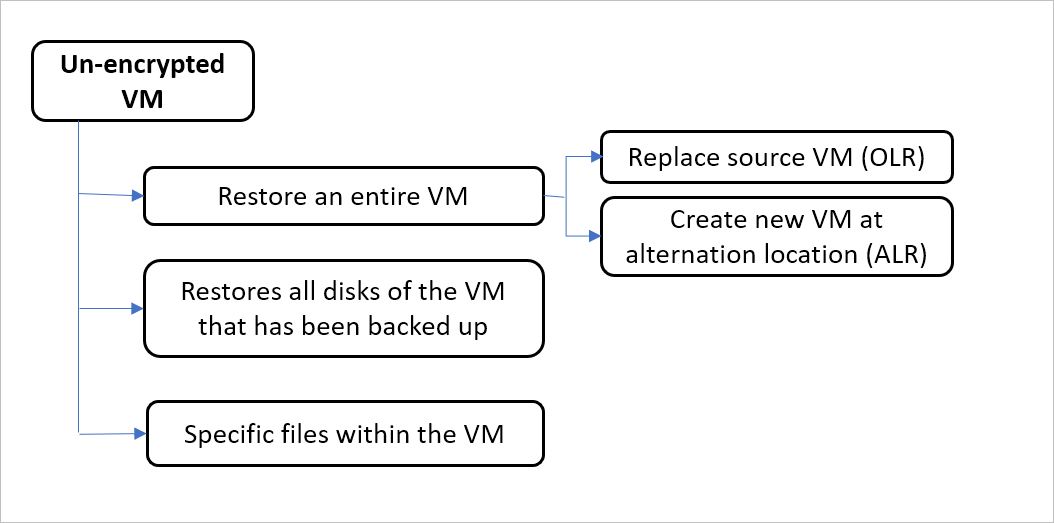 Un-encrypted
VM
Restore an entire VM
Replace source VM (OLR)
Create new VM at
alternation location (ALR)
Restores all disks of the VM
that has been backed up
Specific files within the VM